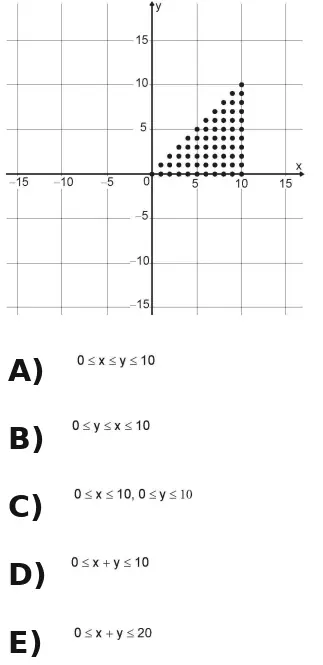 y
15
10
5
x
−15 −10 −5 0 5 10 15
−5
−10
−15
A) 0 ≤ x ≤ y ≤ 10
B) 0 ≤ y ≤ x ≤ 10
C) 0 ≤ x ≤ 10, 0 ≤ y ≤ 10
D) 0 ≤ x + y ≤ 10
E) 0 ≤ x + y ≤ 20